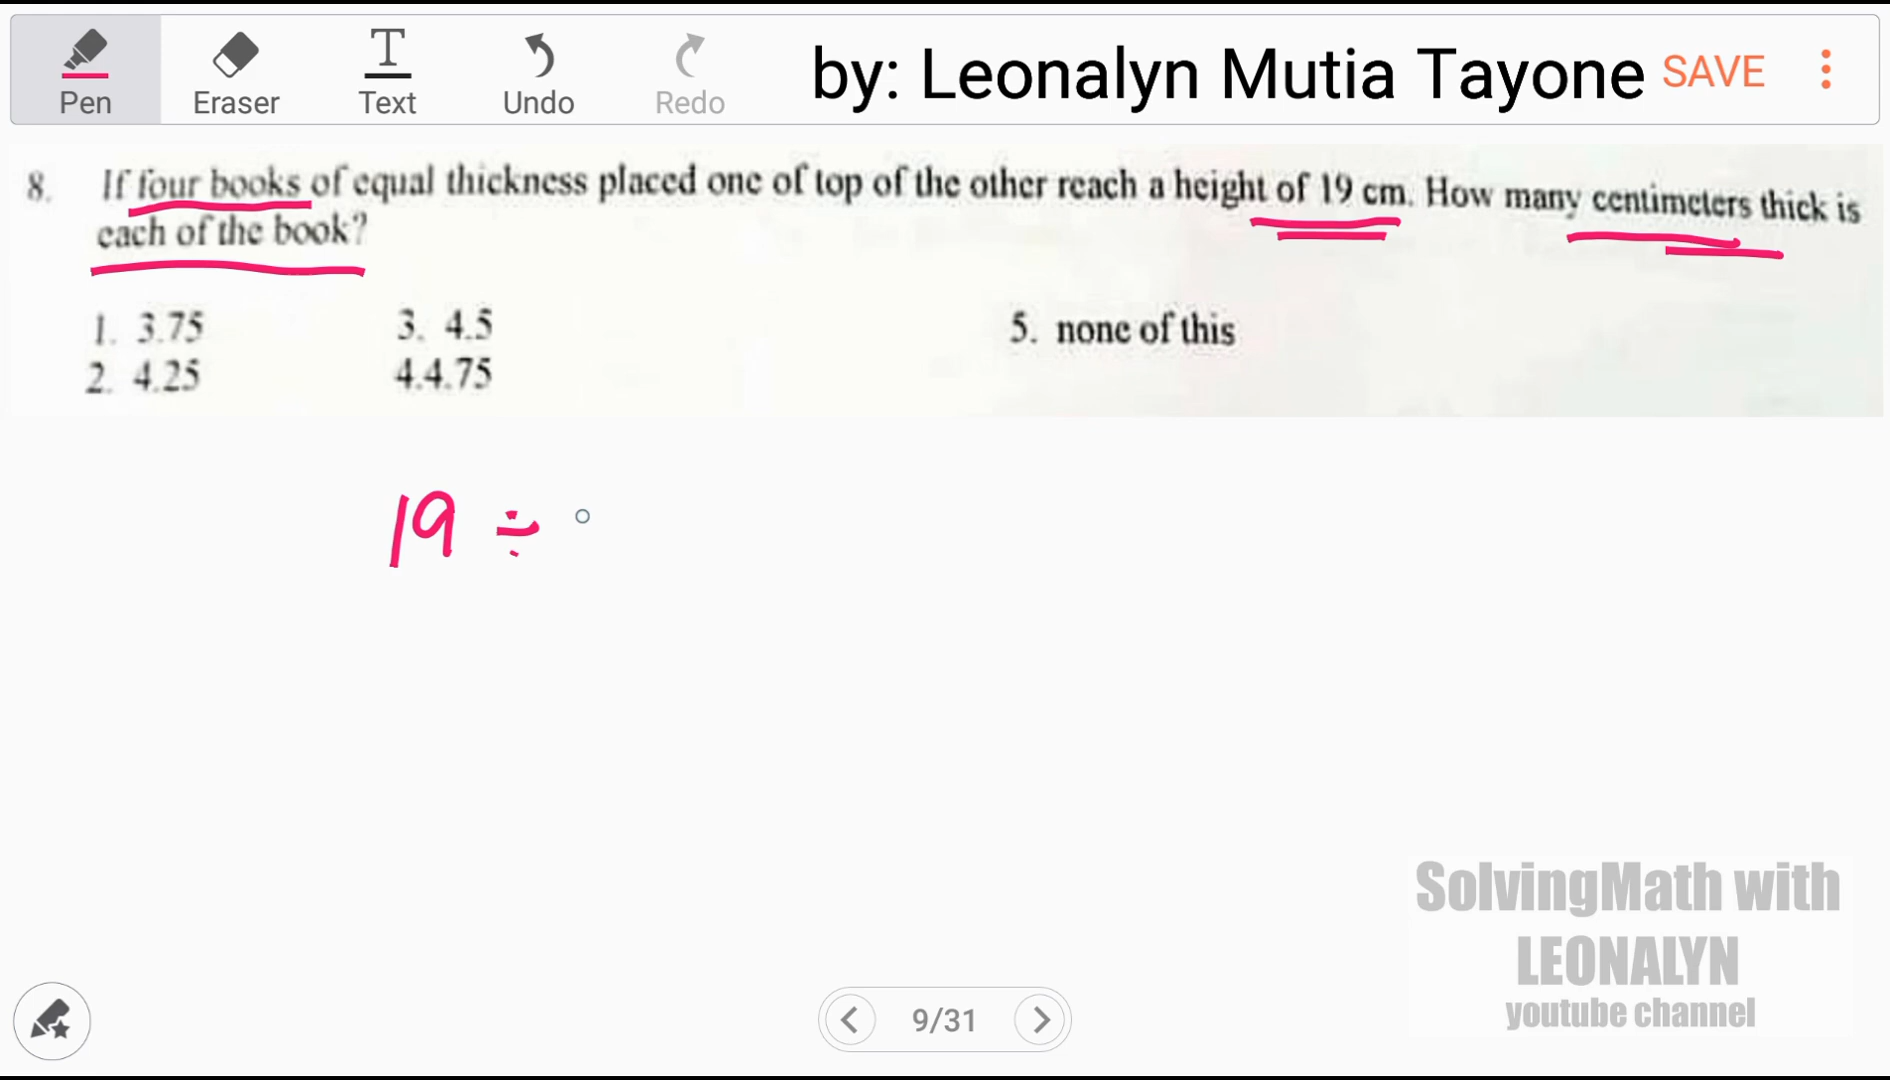 Pen Eraser Text Undo Redo by: Leonalyn Mutia Tayone SAVE
8. If four books of equal thickness placed one of top of the other reach a height of 19 cm. How many centimeters thick is
each of the book?
1. 3.75 3. 4.5 5. none of this
2. 4.25 4.4.75
19 ÷
SolvingMath with
LEONALYN
youtube channel
9/31